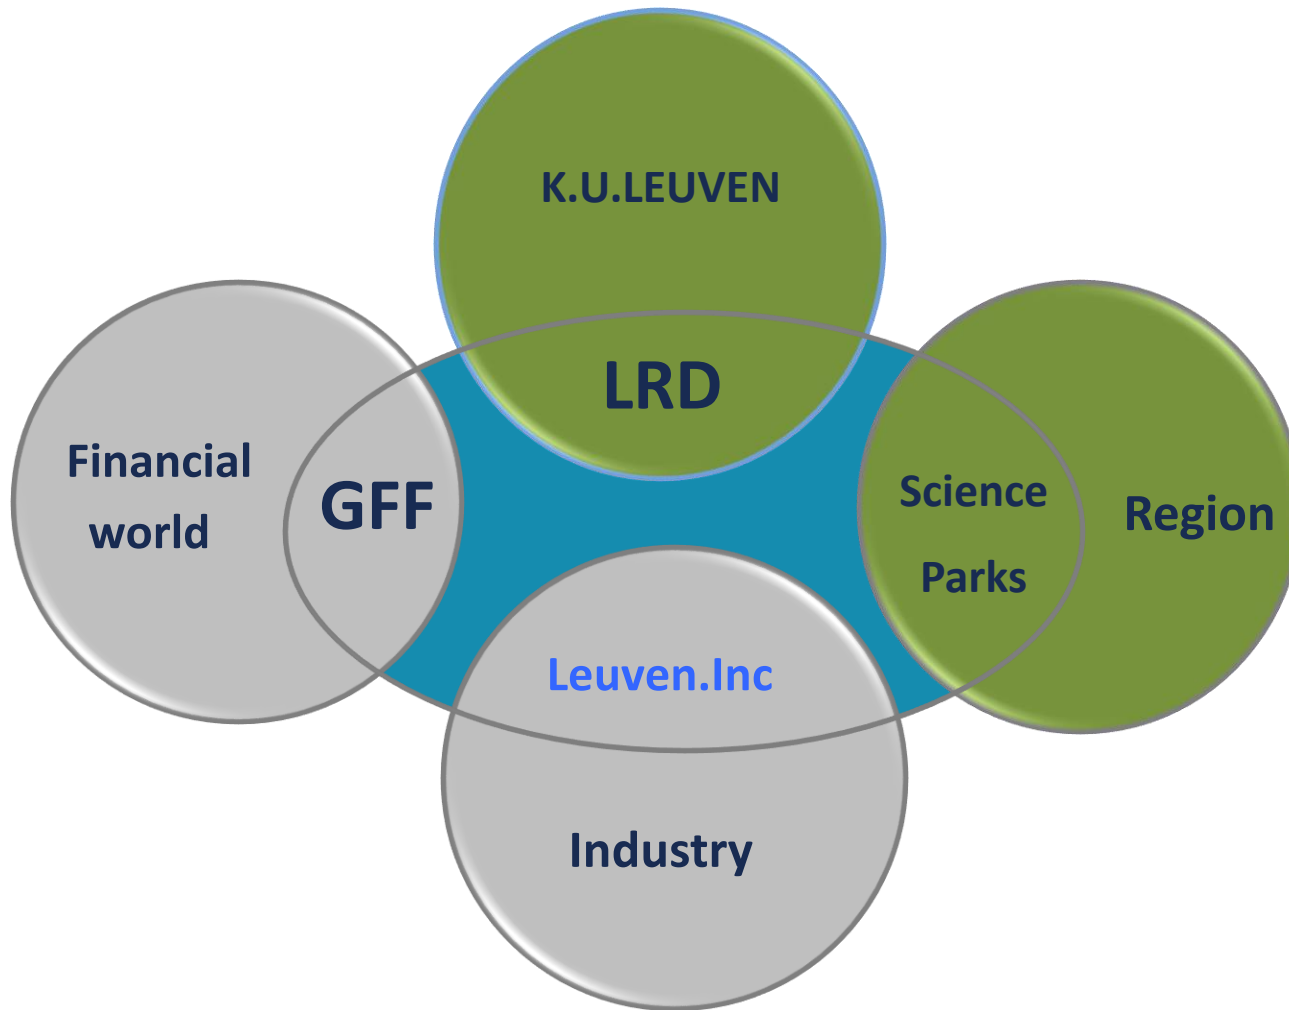 K.U.LEUVEN
LRD
Financial
world
GFF
Science
Parks
Region
Leuven.Inc
Industry